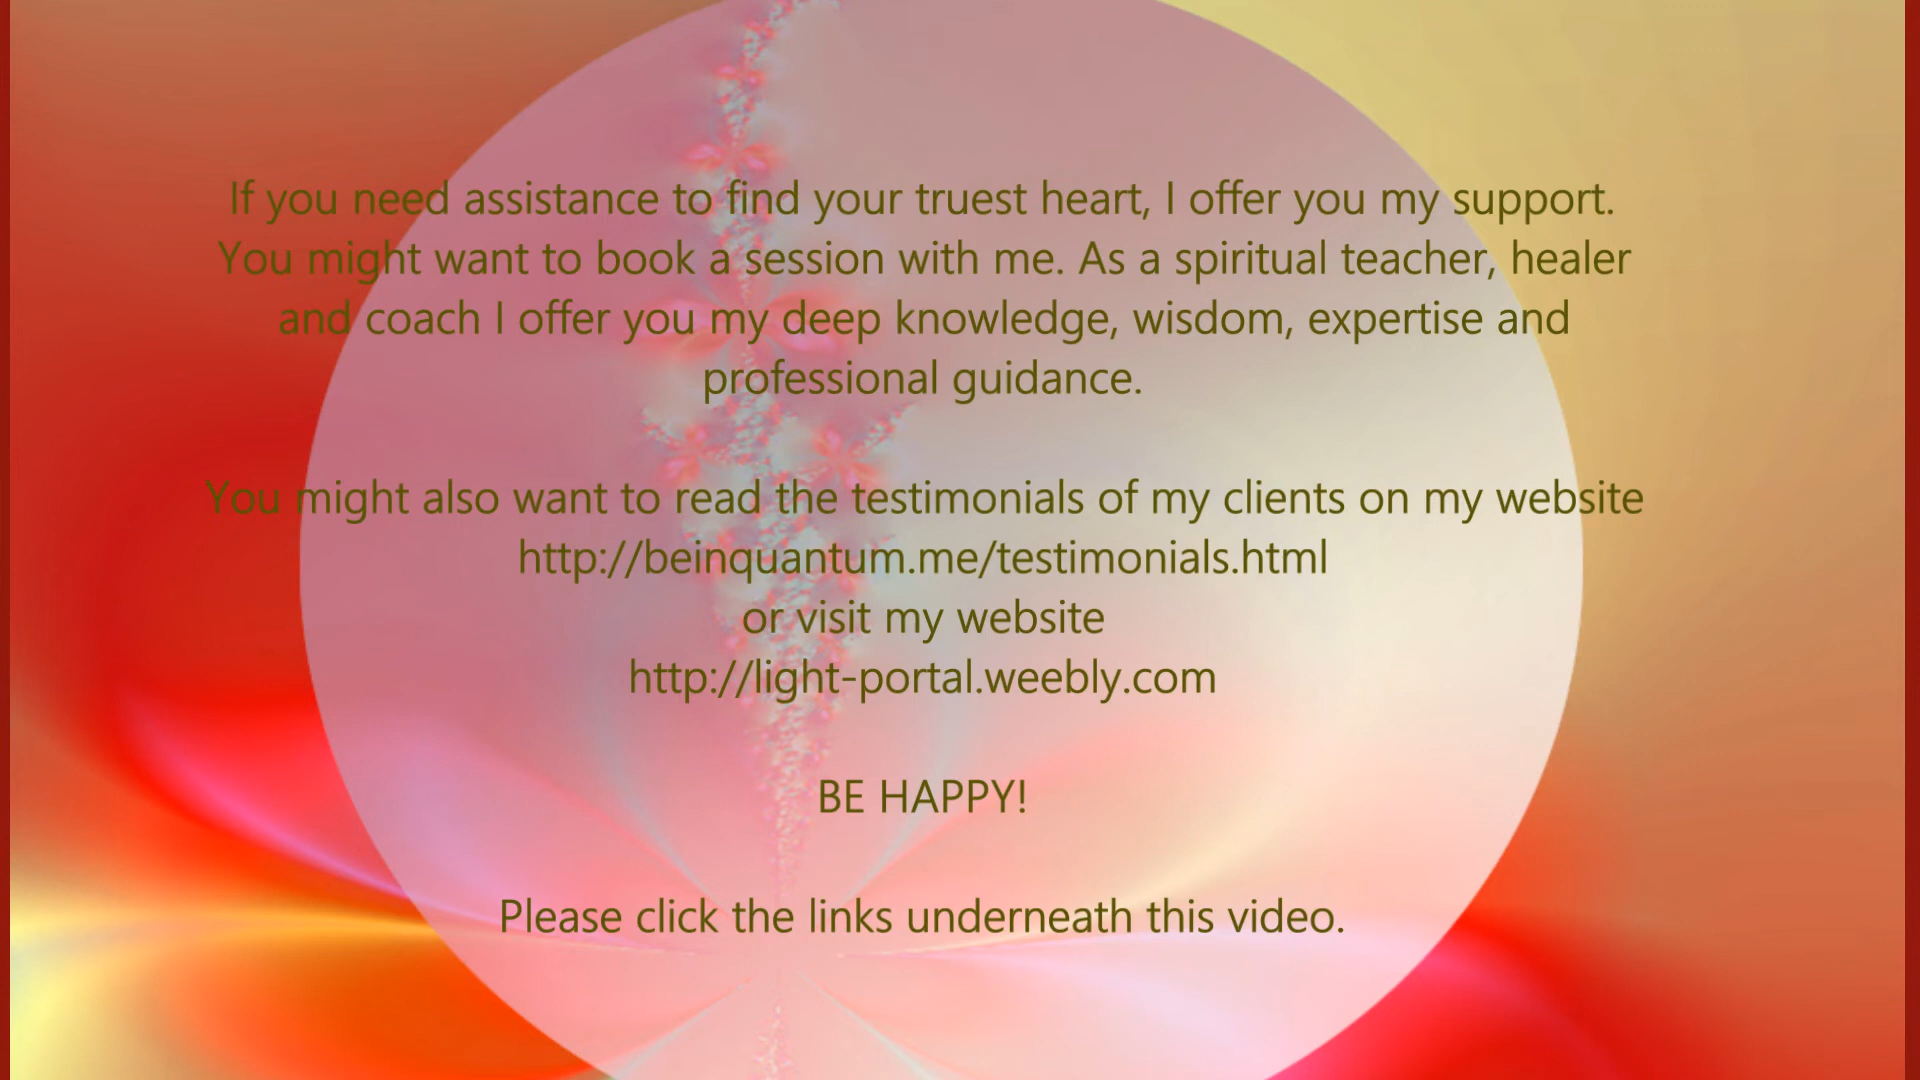 If you need assistance to find your truest heart, I offer you my support.
You might want to book a session with me. As a spiritual teacher, healer
and coach I offer you my deep knowledge, wisdom, expertise and
professional guidance.
You might also want to read the testimonials of my clients on my website
http://beinquantum.me/testimonials.html
or visit my website
http://light-portal.weebly.com
BE HAPPY!
Please click the links underneath this video.